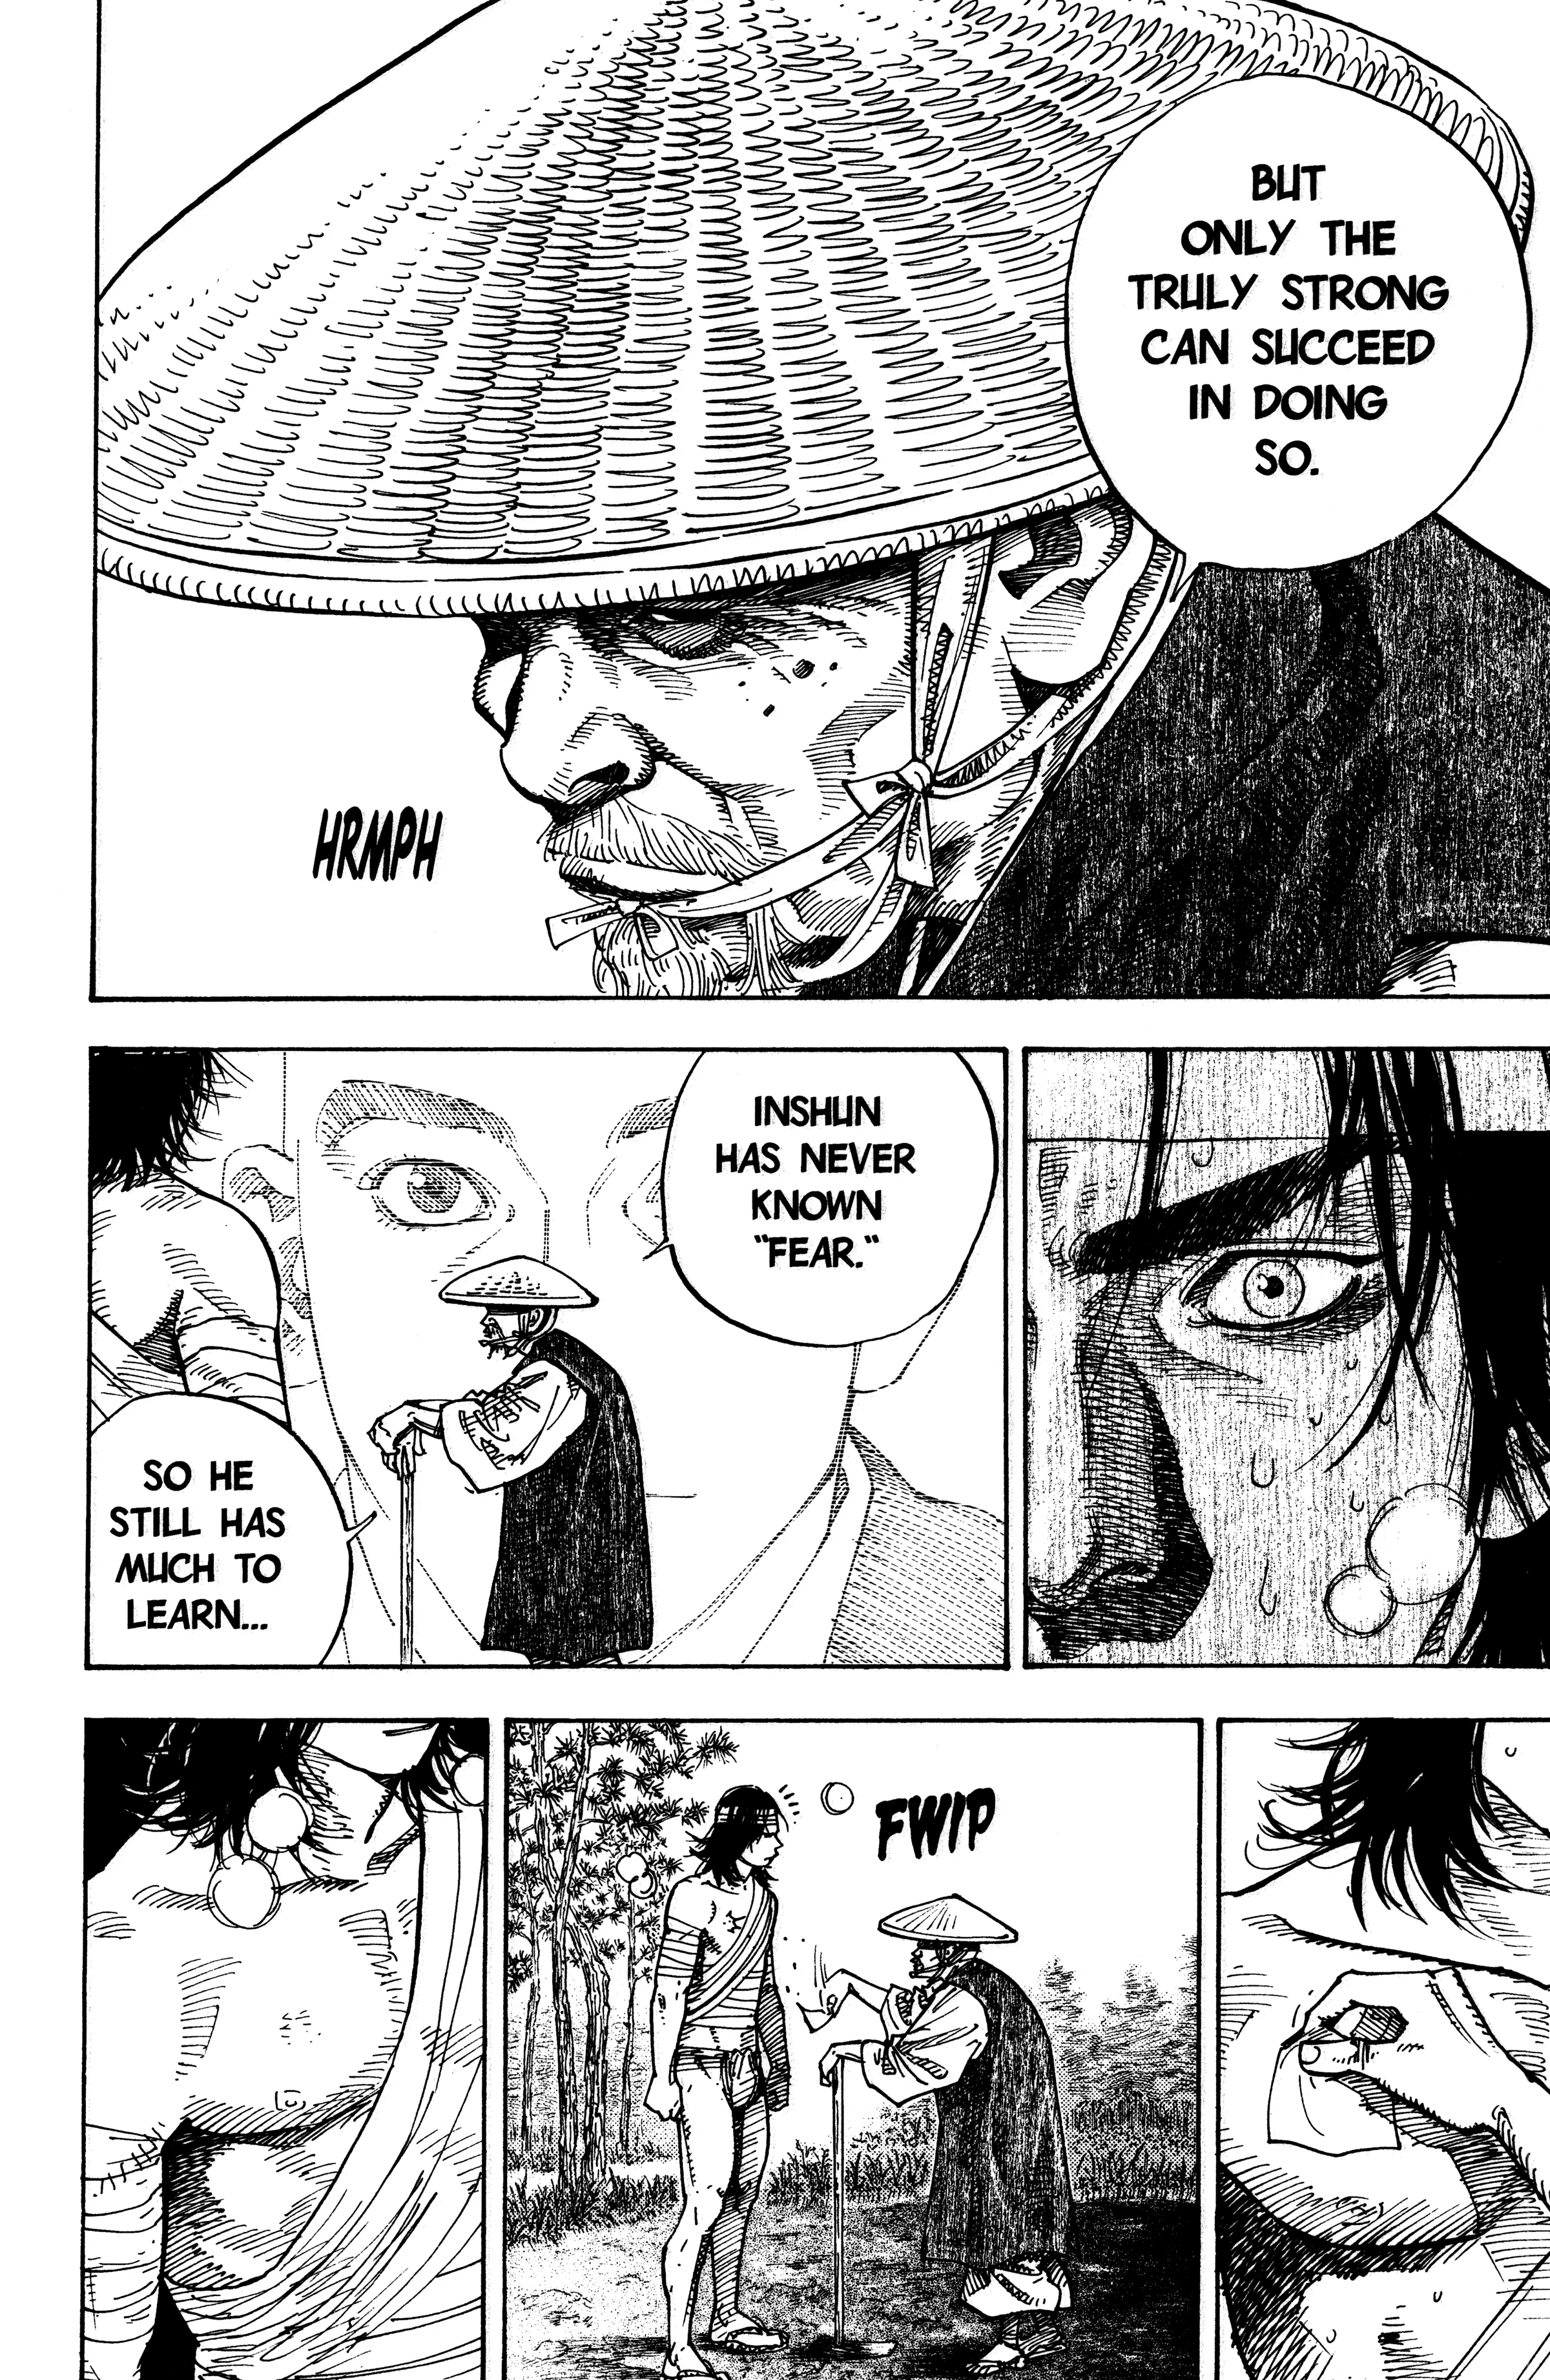 BUT
ONLY THE
TRULY STRONG
CAN SUCCEED
IN DOING
SO.
HRMPH
INSHUN
HAS NEVER
KNOWN
"FEAR."
SO HE
STILL HAS
MUCH TO
LEARN...
FWIP